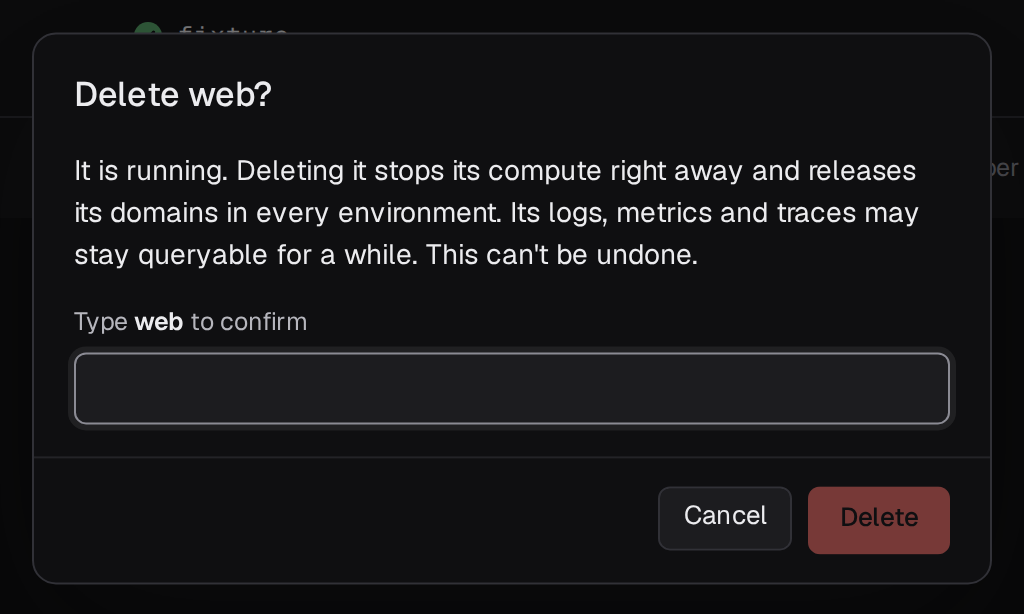 Delete web?
It is running. Deleting it stops its compute right away and releases
its domains in every environment. Its logs, metrics and traces may
stay queryable for a while. This can't be undone.
Type web to confirm
Cancel
Delete